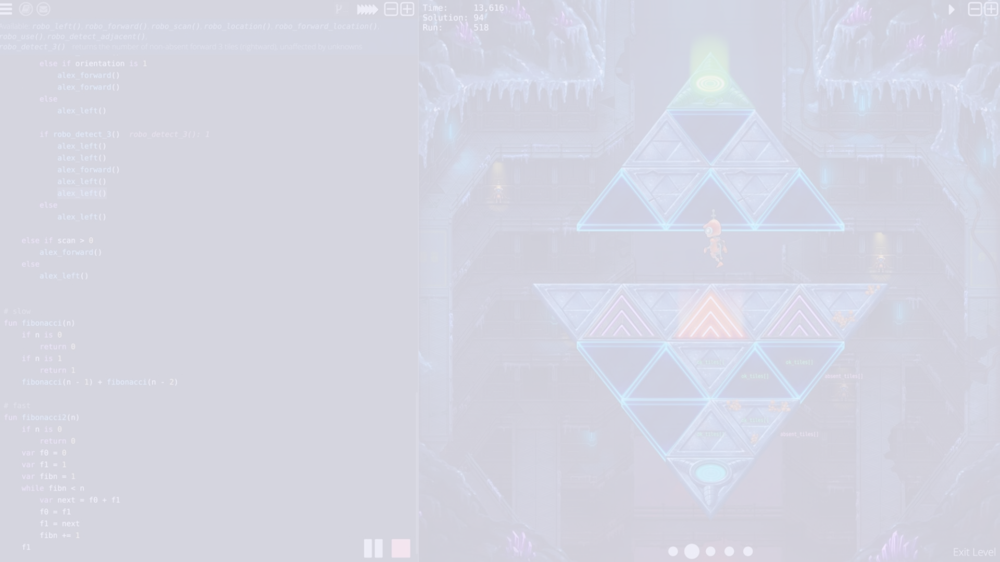 Available: robo_left(), robo_forward(), robo_scan(), robo_location(), robo_forward_location(),
robo_use(), robo_detect_adjacent(),
robo_detect_3() returns the number of non-absent forward 3 tiles (rightward), unaffected by unknowns
else if orientation is 1
alex_forward()
alex_forward()
else
alex_left()
if robo_detect_3() robo_detect_3(): 1
alex_left()
alex_left()
alex_forward()
alex_left()
alex_left()
else
alex_left()
else if scan > 0
alex_forward()
else
alex_left()
# slow
fun fibonacci(n)
if n is 0
return 0
if n is 1
return 1
fibonacci(n - 1) + fibonacci(n - 2)
# fast
fun fibonacci2(n)
if n is 0
return 0
var f0 = 0
var f1 = 1
var fibn = 1
while fibn < n
var next = f0 + f1
f0 = f1
f1 = next
fibn += 1
f1
Time: 13,616
Solution: 94
Run: 518
ok_tiles[]
ok_tiles[]
ok_tiles[]
absent_tiles[]
ok_tiles[]
ok_tiles[]
absent_tiles[]
Exit Level